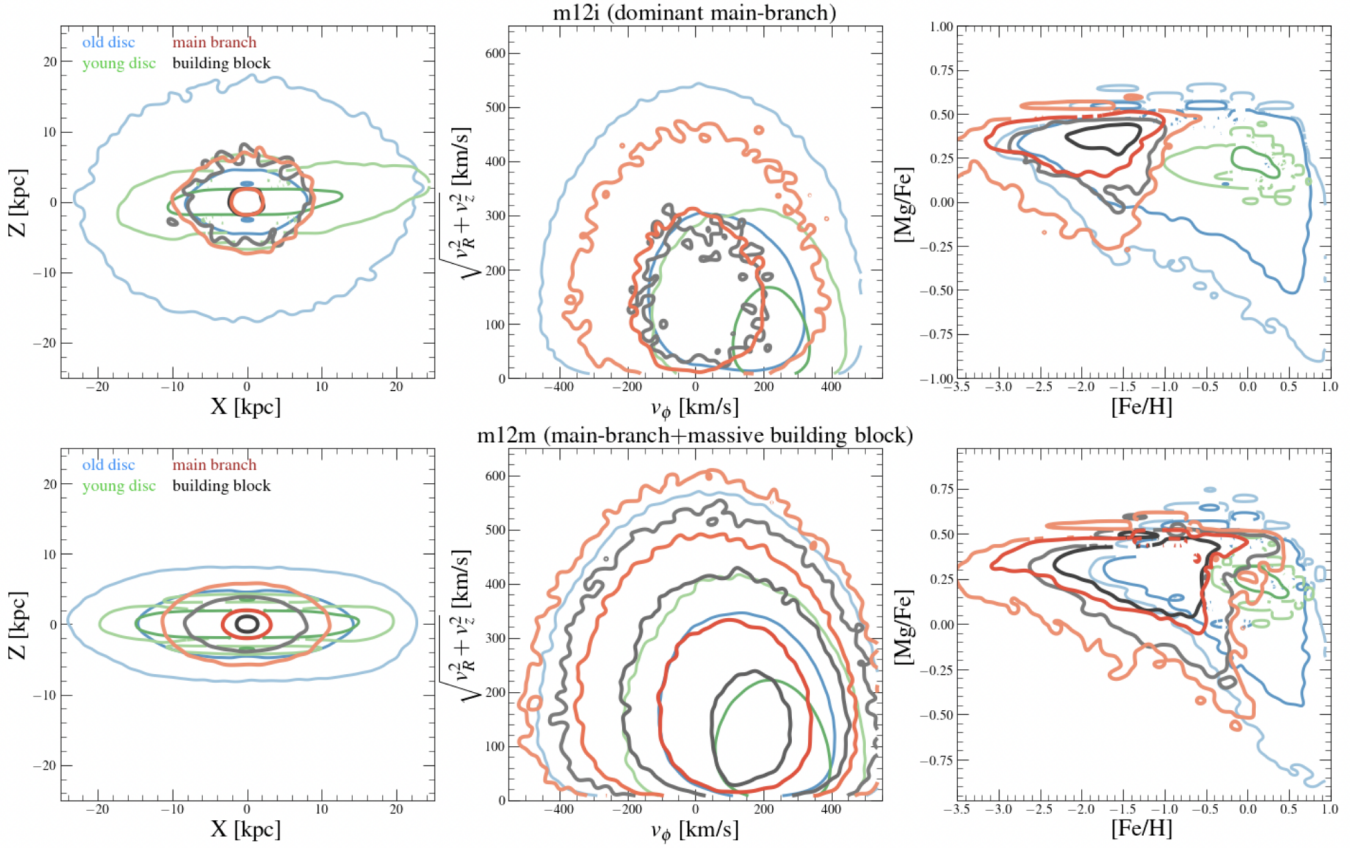 m12i (dominant main-branch)
old disc main branch
young disc building block
20
10
0
−10
−20
Z [kpc]
−20 −10 0 10 20
X [kpc]
600
500
400
300
200
100
0
√v²_R + v²_z [km/s]
−400 −200 0 200 400
v_ϕ [km/s]
1.00
0.75
0.50
0.25
0.00
−0.25
−0.50
−0.75
−1.00
[Mg/Fe]
−3.5 −3.0 −2.5 −2.0 −1.5 −1.0 −0.5 0.0 0.5 1.0
[Fe/H]
m12m (main-branch+massive building block)
old disc main branch
young disc building block
20
10
0
−10
−20
Z [kpc]
−20 −10 0 10 20
X [kpc]
600
500
400
300
200
100
0
√v²_R + v²_z [km/s]
−400 −200 0 200 400
v_ϕ [km/s]
0.75
0.50
0.25
0.00
−0.25
−0.50
−0.75
[Mg/Fe]
−3.5 −3.0 −2.5 −2.0 −1.5 −1.0 −0.5 0.0 0.5 1.0
[Fe/H]